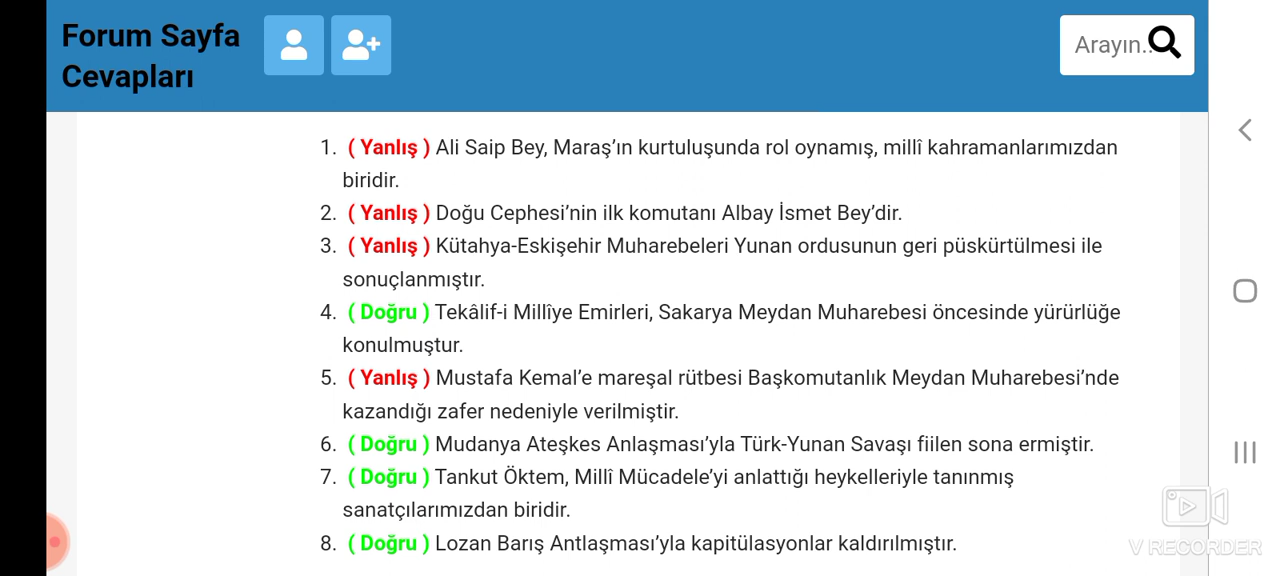 Forum Sayfa
Cevapları
Arayın..
1. ( Yanlış ) Ali Saip Bey, Maraş’ın kurtuluşunda rol oynamış, millî kahramanlarımızdan
biridir.
2. ( Yanlış ) Doğu Cephesi’nin ilk komutanı Albay İsmet Bey’dir.
3. ( Yanlış ) Kütahya-Eskişehir Muharebeleri Yunan ordusunun geri püskürtülmesi ile
sonuçlanmıştır.
4. ( Doğru ) Tekâlif-i Millîye Emirleri, Sakarya Meydan Muharebesi öncesinde yürürlüğe
konulmuştur.
5. ( Yanlış ) Mustafa Kemal’e mareşal rütbesi Başkomutanlık Meydan Muharebesi’nde
kazandığı zafer nedeniyle verilmiştir.
6. ( Doğru ) Mudanya Ateşkes Anlaşması’yla Türk-Yunan Savaşı fiilen sona ermiştir.
7. ( Doğru ) Tankut Öktem, Millî Mücadele’yi anlattığı heykelleriyle tanınmış
sanatçılarımızdan biridir.
8. ( Doğru ) Lozan Barış Antlaşması’yla kapitülasyonlar kaldırılmıştır.
V RECORDER